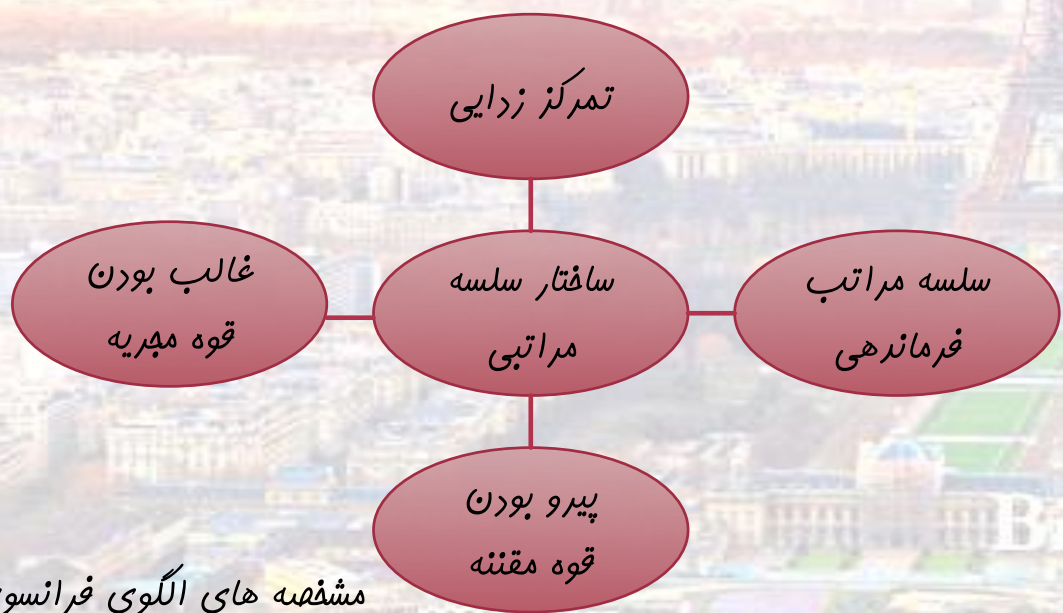 تمرکز زدایی
سلسه مراتب
فرماندهی
ساختار سلسه
مراتبی
غالب بودن
قوه مجریه
پیرو بودن
قوه مقننه
مشخصه های الگوی